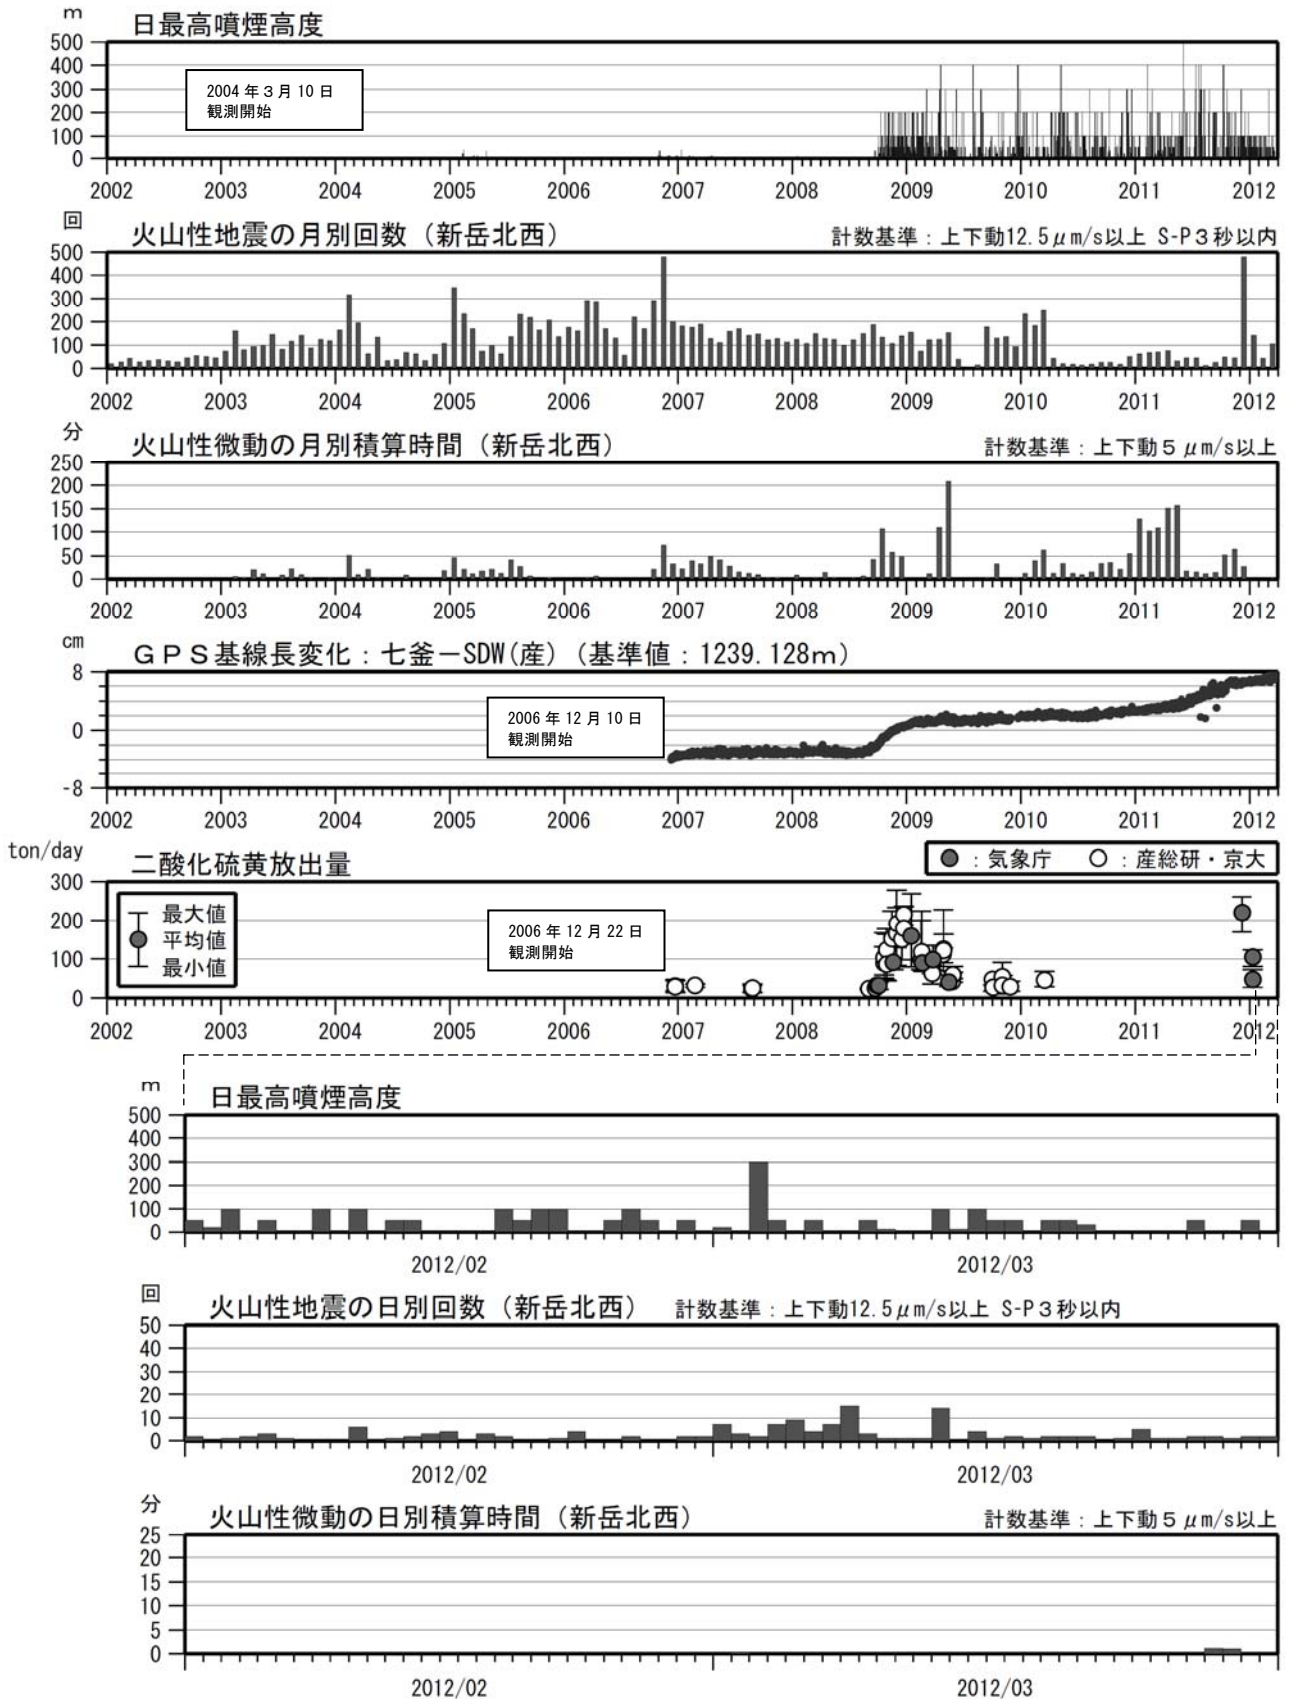 m
日最高噴煙高度
500
400
300
200
100
0
2004年3月10日
観測開始
2002 2003 2004 2005 2006 2007 2008 2009 2010 2011 2012
回
火山性地震の月別回数（新岳北西） 計数基準：上下動12.5μm/s以上 S-P３秒以内
500
400
300
200
100
0
2002 2003 2004 2005 2006 2007 2008 2009 2010 2011 2012
分
火山性微動の月別積算時間（新岳北西） 計数基準：上下動５μm/s以上
250
200
150
100
50
0
2002 2003 2004 2005 2006 2007 2008 2009 2010 2011 2012
cm
ＧＰＳ基線長変化：七釜－SDW(産)（基準値：1239.128m）
8
0
-8
2006年12月10日
観測開始
2002 2003 2004 2005 2006 2007 2008 2009 2010 2011 2012
ton/day
二酸化硫黄放出量
：気象庁 ：産総研・京大
300
200
100
0
最大値
平均値
最小値
2006年12月22日
観測開始
2002 2003 2004 2005 2006 2007 2008 2009 2010 2011 2012
m
日最高噴煙高度
500
400
300
200
100
0
2012/02 2012/03
回
火山性地震の日別回数（新岳北西） 計数基準：上下動12.5μm/s以上 S-P３秒以内
50
40
30
20
10
0
2012/02 2012/03
分
火山性微動の日別積算時間（新岳北西） 計数基準：上下動５μm/s以上
25
20
15
10
5
0
2012/02 2012/03